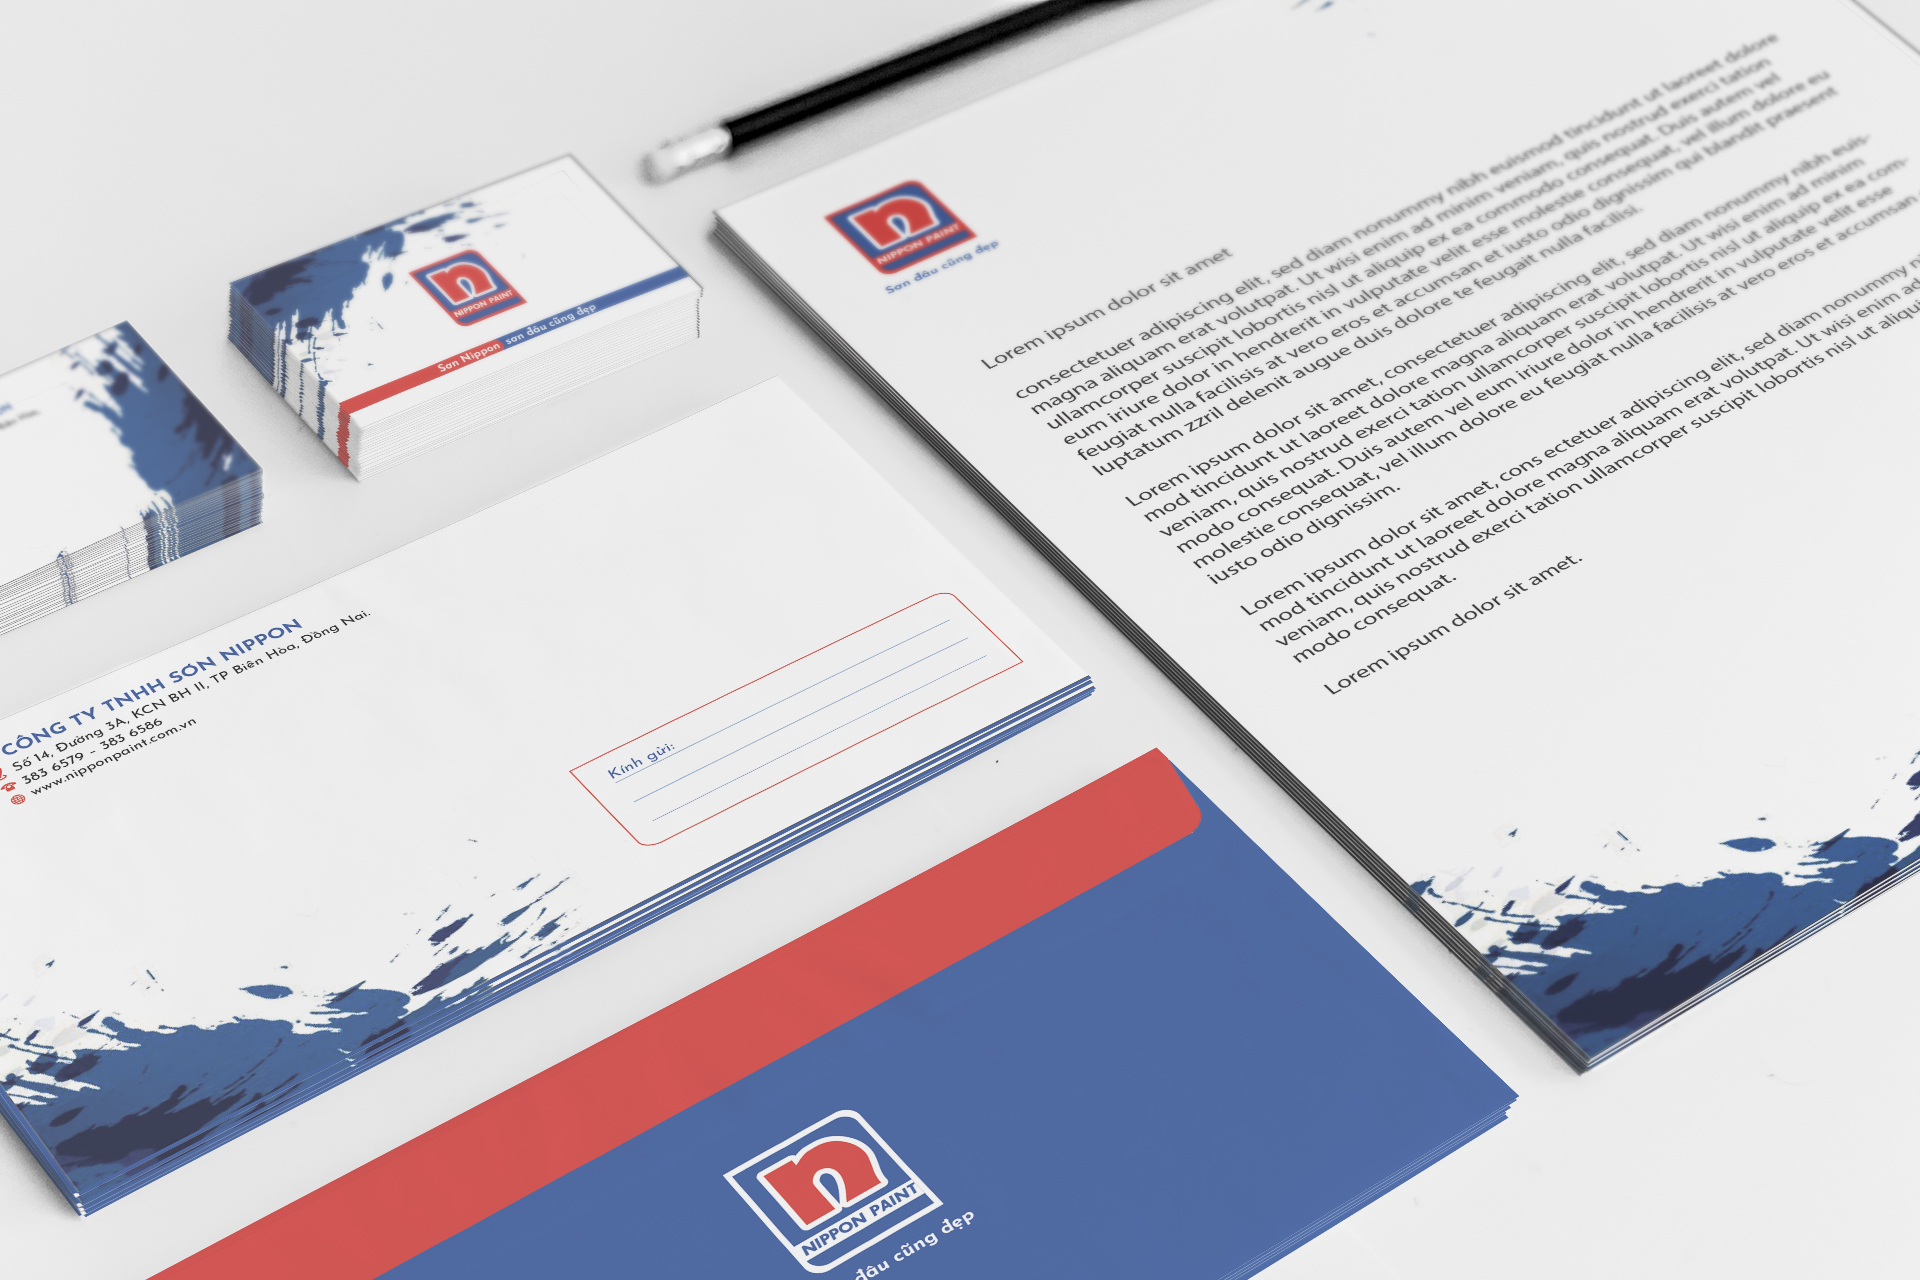 NIPPON PAINT
Sơn Nippon sơn đâu cũng đẹp
NIPPON PAINT
Sơn đâu cũng đẹp
Lorem ipsum dolor sit amet
consectetuer adipiscing elit, sed diam nonummy nibh euismod tincidunt ut laoreet dolore
magna aliquam erat volutpat. Ut wisi enim ad minim veniam, quis nostrud exerci tation
ullamcorper suscipit lobortis nisl ut aliquip ex ea commodo consequat. Duis autem vel
eum iriure dolor in hendrerit in vulputate velit esse molestie consequat, vel illum dolore eu
feugiat nulla facilisis at vero eros et accumsan et iusto odio dignissim qui blandit praesent
luptatum zzril delenit augue duis dolore te feugait nulla facilisi.
Lorem ipsum dolor sit amet, consectetuer adipiscing elit, sed diam nonummy nibh euis-
mod tincidunt ut laoreet dolore magna aliquam erat volutpat. Ut wisi enim ad minim
veniam, quis nostrud exerci tation ullamcorper suscipit lobortis nisl ut aliquip ex ea com-
modo consequat. Duis autem vel eum iriure dolor in hendrerit in vulputate velit esse
molestie consequat, vel illum dolore eu feugiat nulla facilisis at vero eros et accumsan
iusto odio dignissim.
Lorem ipsum dolor sit amet, cons ectetuer adipiscing elit, sed diam nonummy
mod tincidunt ut laoreet dolore magna aliquam erat volutpat. Ut wisi enim ad
veniam, quis nostrud exerci tation ullamcorper suscipit lobortis nisl ut
modo consequat.
Lorem ipsum dolor sit amet.
CÔNG TY TNHH SƠN NIPPON
Số 14, Đường 3A, KCN BH II, TP Biên Hòa, Đồng Nai.
383 6579 - 383 6586
www.nipponpaint.com.vn
Kính gửi:
NIPPON PAINT
đâu cũng đẹp